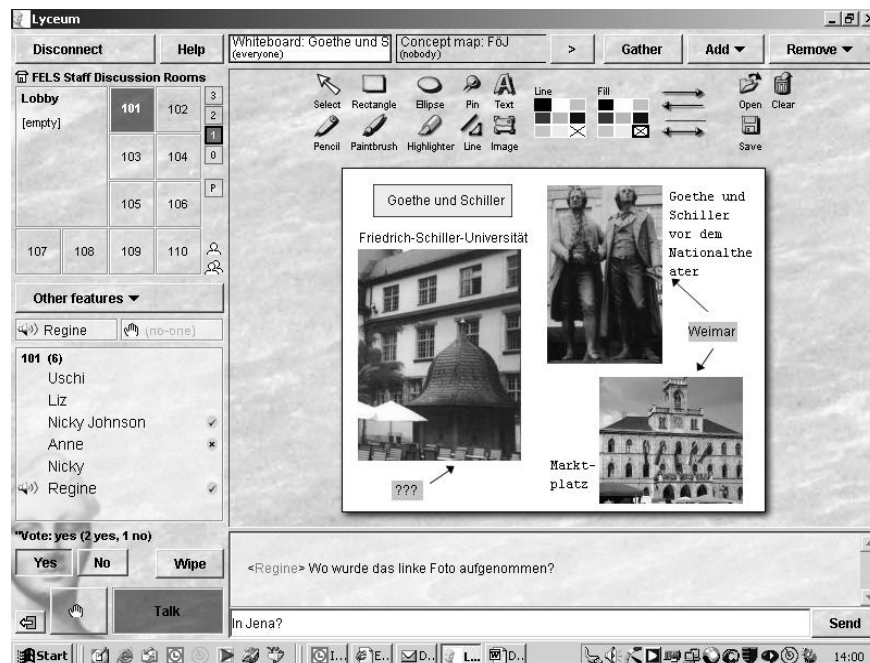 Lyceum
Disconnect
Help
Whiteboard: Goethe und S
(everyone)
Concept map: FöJ
(nobody)
>
Gather
Add
Remove
FELS Staff Discussion Rooms
Lobby
[empty]
101
102
103
104
105
106
107
108
109
110
3
2
1
0
P
Select
Rectangle
Ellipse
Pin
Text
Pencil
Paintbrush
Highlighter
Line
Image
Line
Fill
Open
Clear
Save
Other features
Regine
(no-one)
101 (6)
Uschi
Liz
Nicky Johnson
Anne
Nicky
Regine
Goethe und Schiller
Friedrich-Schiller-Universität
???
Goethe und
Schiller
vor dem
Nationalthe
ater
Weimar
Markt-
platz
"Vote: yes (2 yes, 1 no)
Yes
No
Wipe
Talk
<Regine> Wo wurde das linke Foto aufgenommen?
In Jena?
Send
Start
I...
E..
D..
L...
D..
14:00